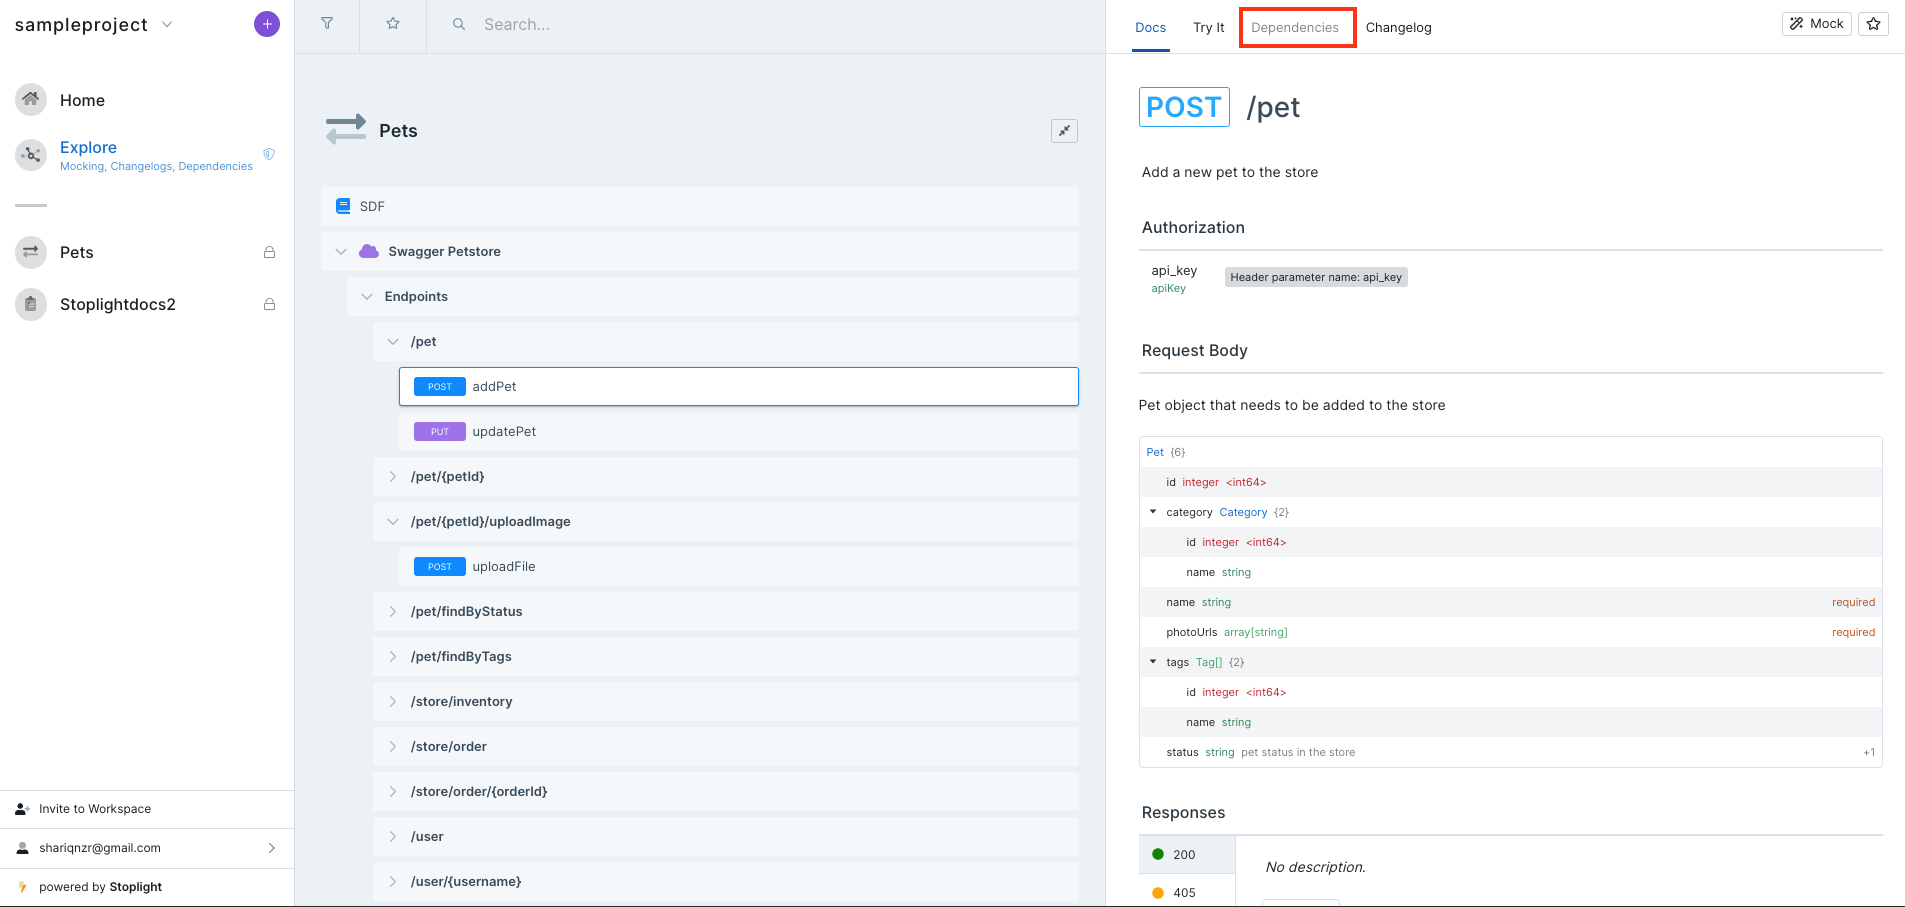 sampleproject
Home
Explore
Mocking, Changelogs, Dependencies
Pets
Stoplightdocs2
Invite to Workspace
shariqnzr@gmail.com
powered by Stoplight
Search...
Pets
SDF
Swagger Petstore
Endpoints
/pet
POST addPet
PUT updatePet
/pet/{petId}
/pet/{petId}/uploadImage
POST uploadFile
/pet/findByStatus
/pet/findByTags
/store/inventory
/store/order
/store/order/{orderId}
/user
/user/{username}
Docs Try It Dependencies Changelog Mock
POST /pet
Add a new pet to the store
Authorization
api_key Header parameter name: api_key
apiKey
Request Body
Pet object that needs to be added to the store
Pet {6}
id integer <int64>
category Category {2}
id integer <int64>
name string
name string required
photoUrls array[string] required
tags Tag[] {2}
id integer <int64>
name string
status string pet status in the store +1
Responses
200
No description.
405